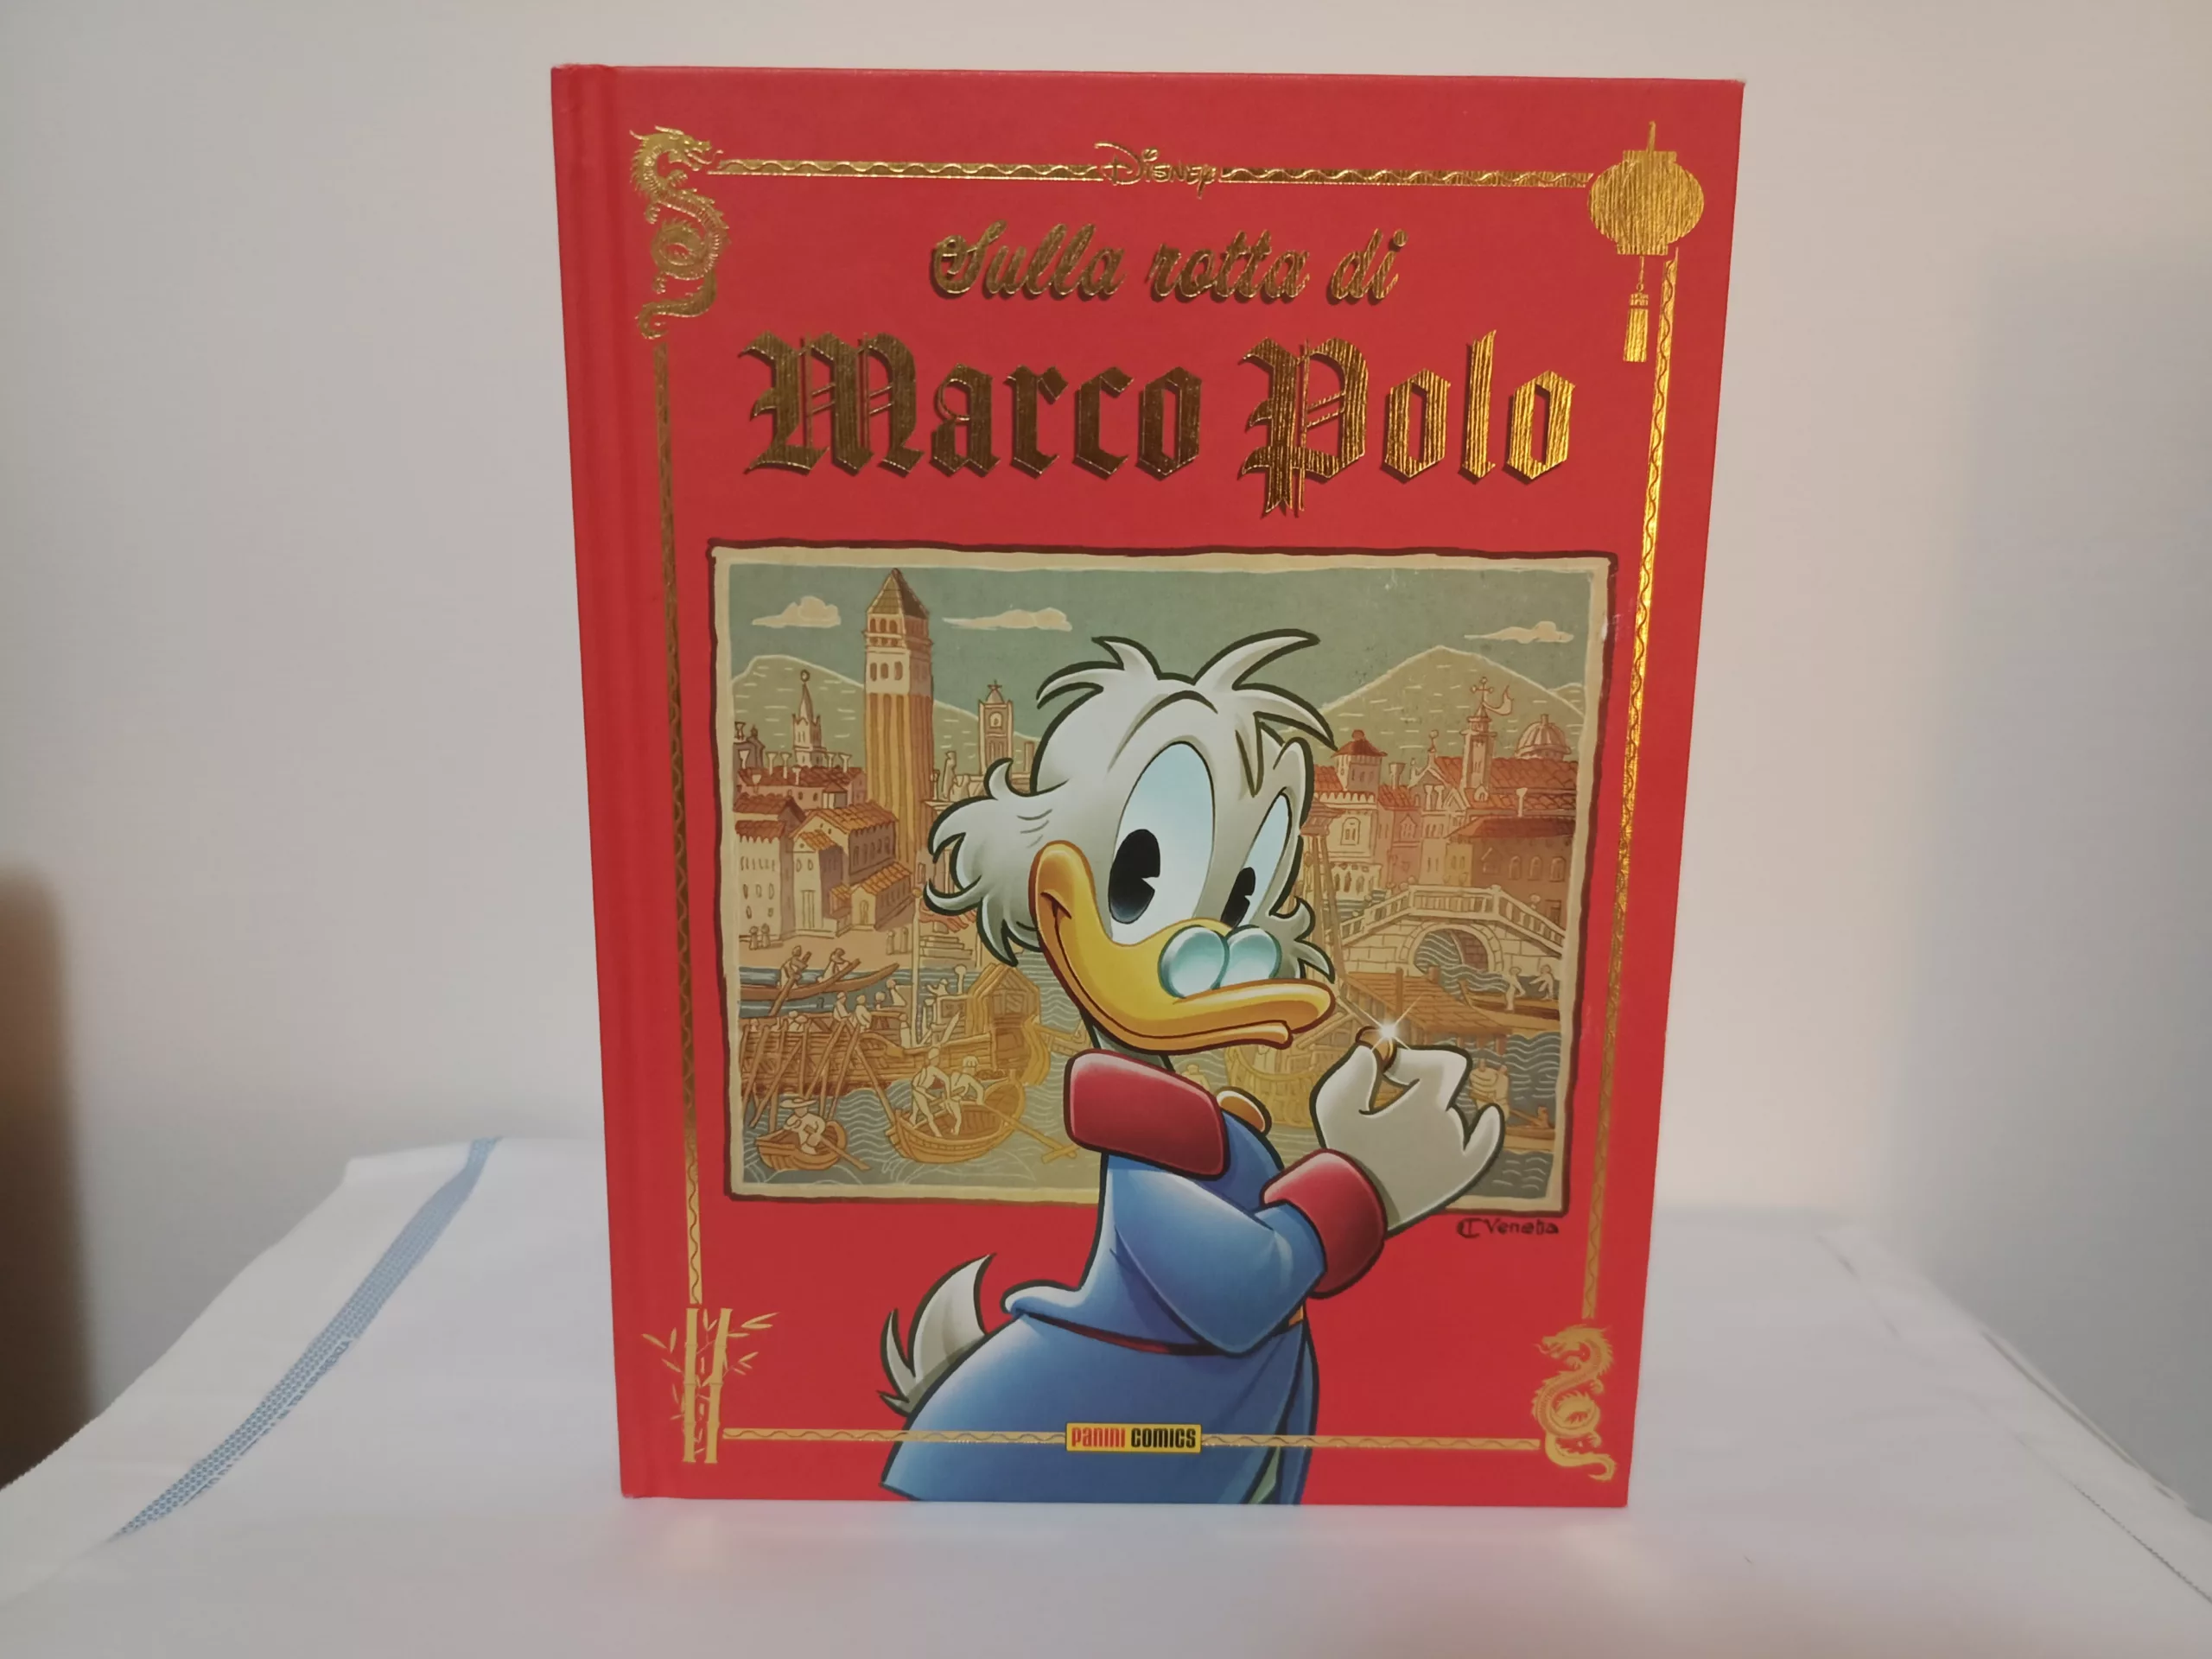 Disney
Sulla rotta di
Marco Polo
Venetia
PANINI COMICS